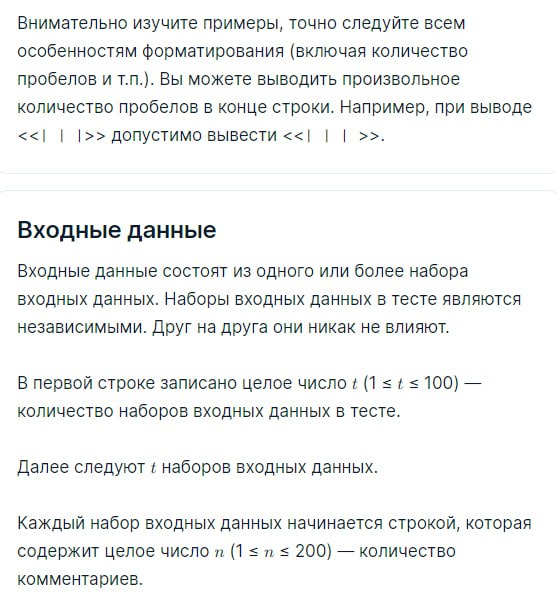 Внимательно изучите примеры, точно следуйте всем
особенностям форматирования (включая количество
пробелов и т.п.). Вы можете выводить произвольное
количество пробелов в конце строки. Например, при выводе
<<| | |>> допустимо вывести <<| | | >>.
Входные данные
Входные данные состоят из одного или более набора
входных данных. Наборы входных данных в тесте являются
независимыми. Друг на друга они никак не влияют.
В первой строке записано целое число t (1 ≤ t ≤ 100) —
количество наборов входных данных в тесте.
Далее следуют t наборов входных данных.
Каждый набор входных данных начинается строкой, которая
содержит целое число n (1 ≤ n ≤ 200) — количество
комментариев.